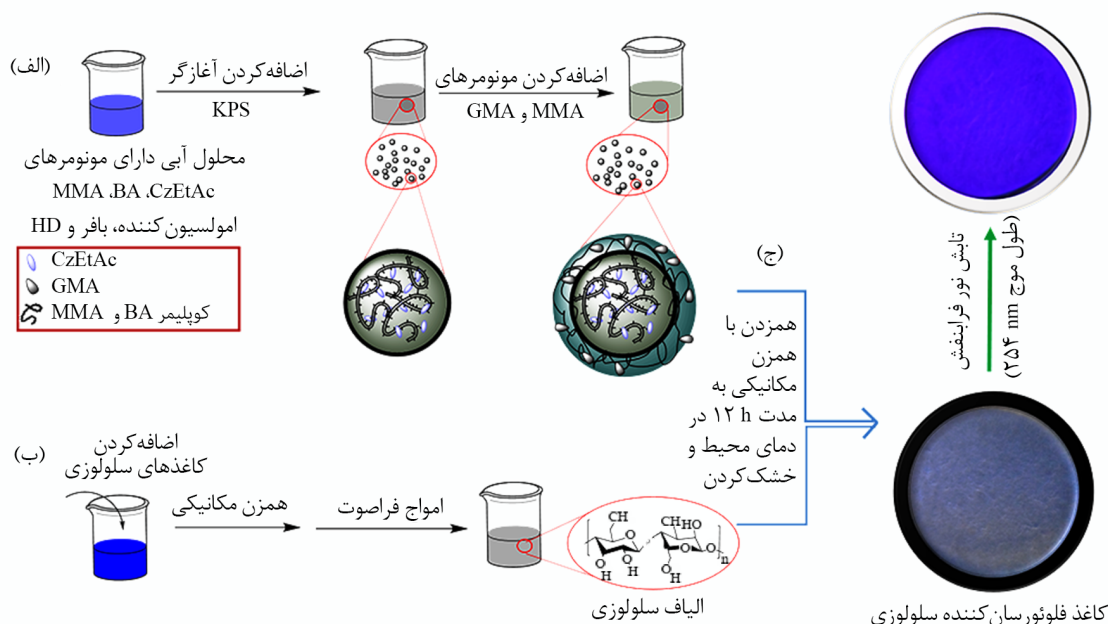 (الف)
اضافه‌کردن آغازگر
KPS
اضافه‌کردن مونومرهای
GMA و MMA
محلول آبی دارای مونومرهای
MMA ،BA ،CzEtAc
امولسیون کننده، بافر و HD
CzEtAc
GMA
کوپلیمر BA و MMA
(ب)
اضافه‌کردن
کاغذهای سلولوزی
همزن مکانیکی
امواج فراصوت
CH
O
H
O
H
O
CH
HO
O
O
H
n
الیاف سلولوزی
(ج)
همزدن با
همزن
مکانیکی به
مدت ۱۲ h در
دمای محیط و
خشک‌کردن
تابش نور فرابنفش
(طول موج ۲۵۴ nm)
کاغذ فلوئورسان‌کننده سلولوزی